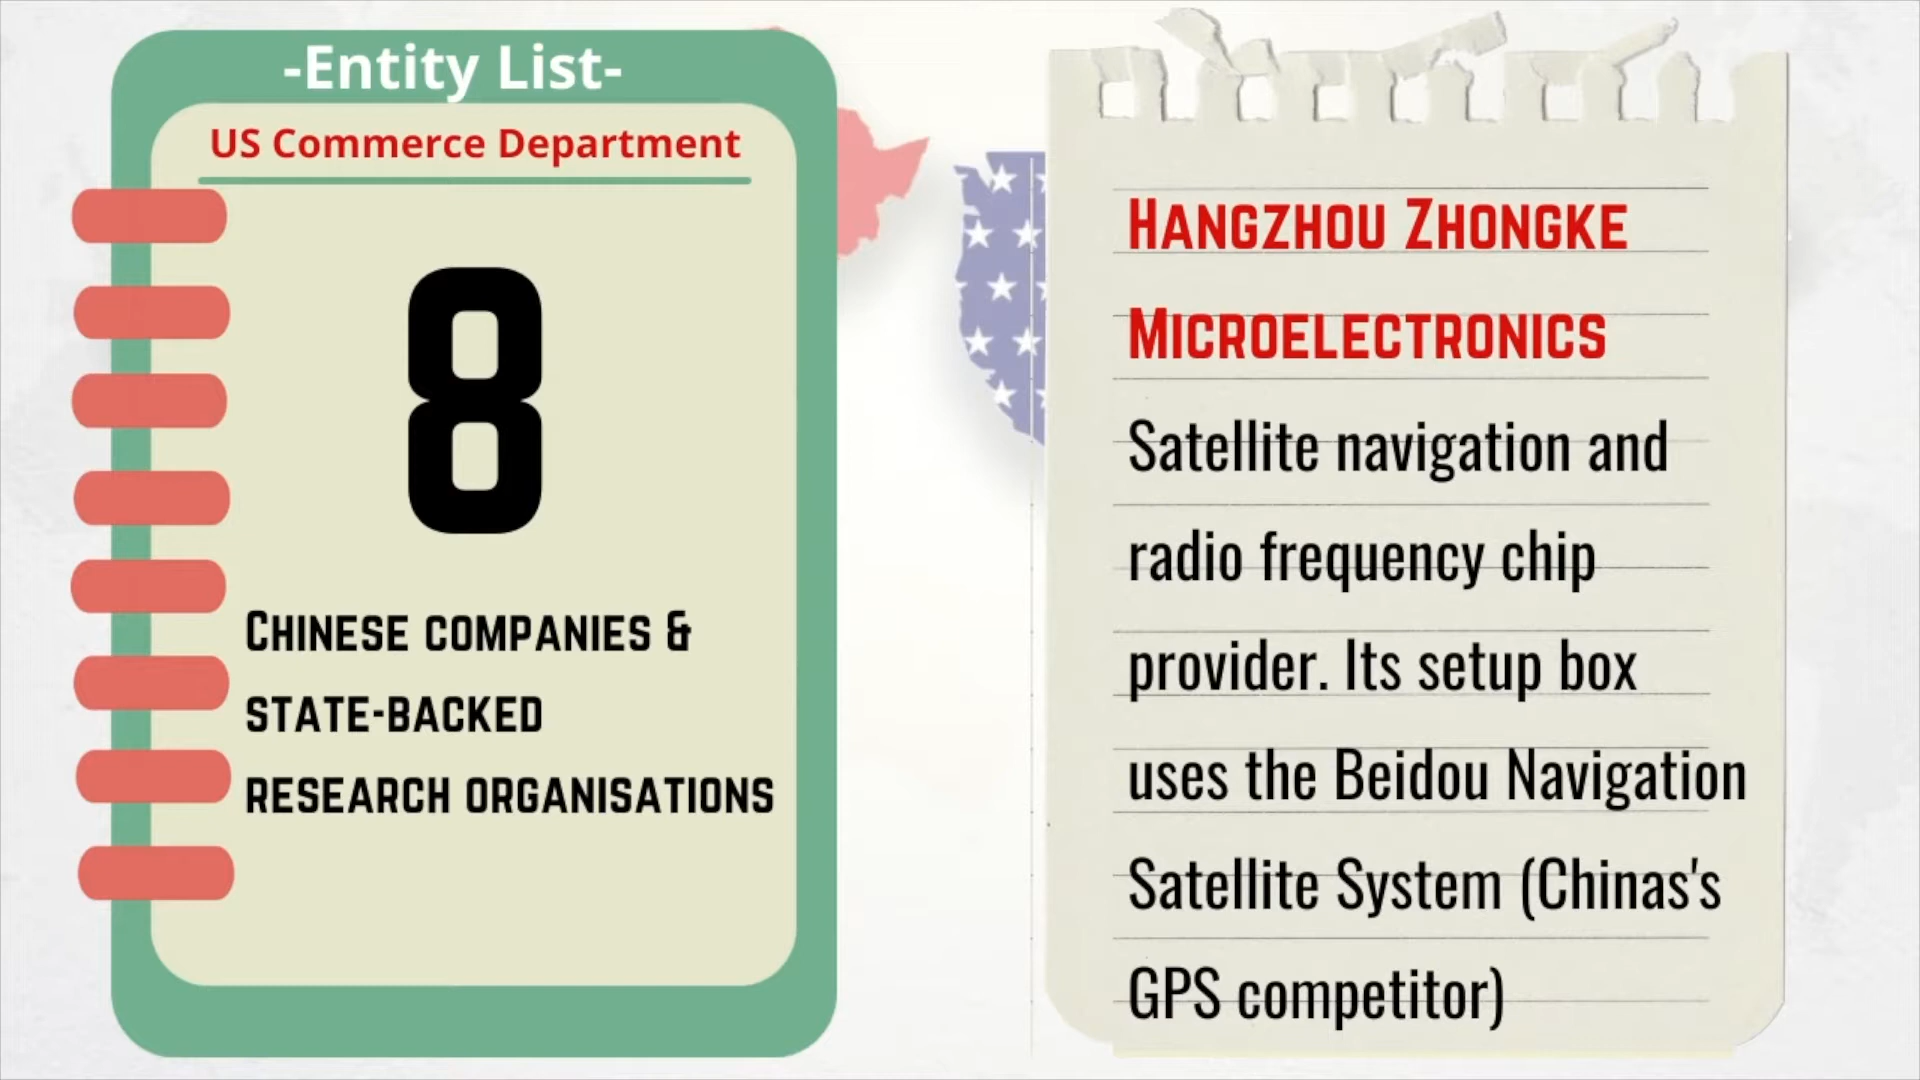 -Entity List-
US Commerce Department
8
CHINESE COMPANIES &
STATE-BACKED
RESEARCH ORGANISATIONS
HANGZHOU ZHONGKE
MICROELECTRONICS
Satellite navigation and
radio frequency chip
provider. Its setup box
uses the Beidou Navigation
Satellite System (Chinas's
GPS competitor)